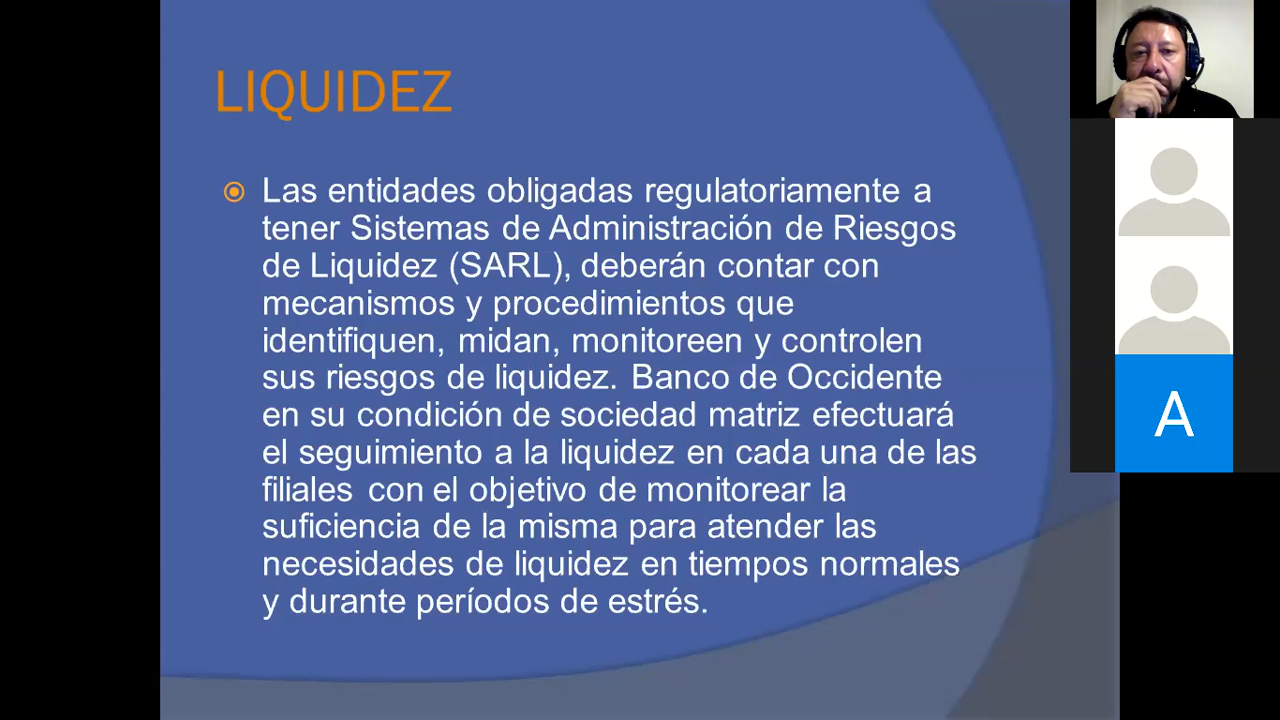 LIQUIDEZ
Las entidades obligadas regulatoriamente a
tener Sistemas de Administración de Riesgos
de Liquidez (SARL), deberán contar con
mecanismos y procedimientos que
identifiquen, midan, monitoreen y controlen
sus riesgos de liquidez. Banco de Occidente
en su condición de sociedad matriz efectuará
el seguimiento a la liquidez en cada una de las
filiales con el objetivo de monitorear la
suficiencia de la misma para atender las
necesidades de liquidez en tiempos normales
y durante períodos de estrés.
A